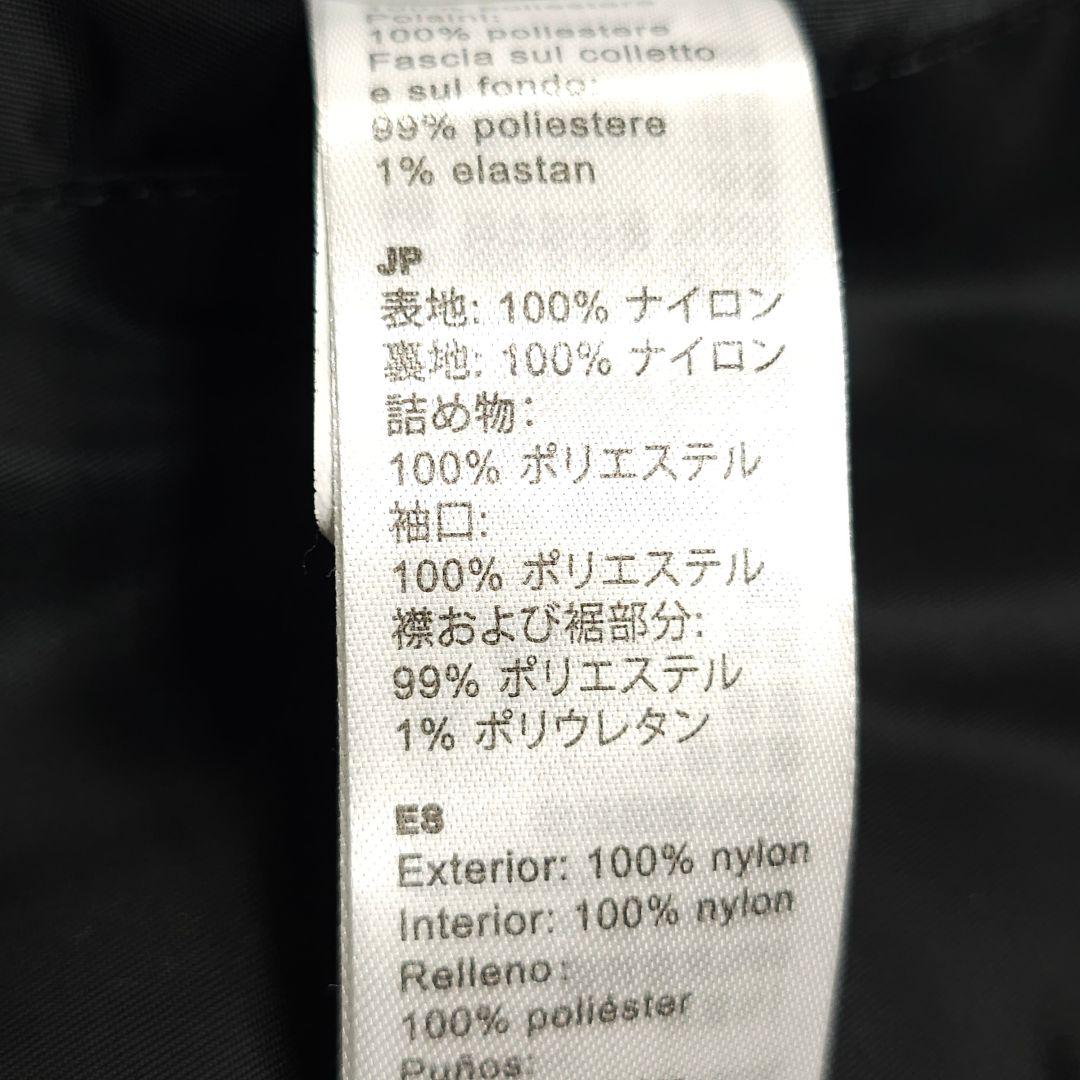 Polsini:
100% poliestere
Fascia sul colletto
e sul fondo:
99% poliestere
1% elastan
JP
表地: 100% ナイロン
裏地: 100% ナイロン
詰め物:
100% ポリエステル
袖口:
100% ポリエステル
襟および裾部分:
99% ポリエステル
1% ポリウレタン
ES
Exterior: 100% nylon
Interior: 100% nylon
Relleno:
100% poliéster
Puños: